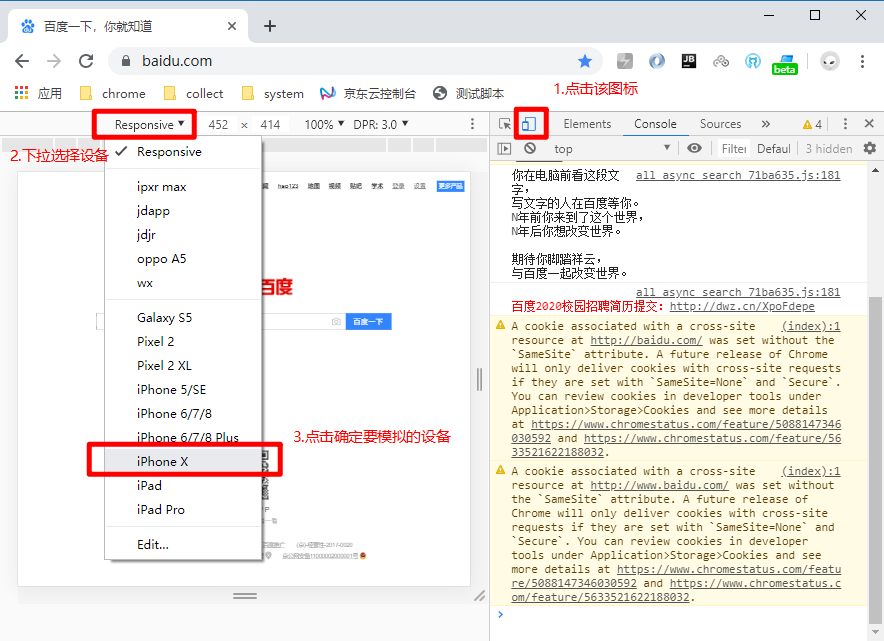 百度一下，你就知道
baidu.com
beta
应用
chrome
collect
system
京东云控制台
测试脚本
1.点击该图标
Responsive
452 × 414
100%
DPR: 3.0
Elements
Console
Sources
4
2.下拉选择设备
top
Filter
Defaul
3 hidden
Responsive
ipxr max
jdapp
jdjr
oppo A5
wx
Galaxy S5
Pixel 2
Pixel 2 XL
iPhone 5/SE
iPhone 6/7/8
iPhone 6/7/8 Plus
iPhone X
iPad
iPad Pro
Edit...
3.点击确定要模拟的设备
hao123
地图
视频
贴吧
学术
登录
设置
更多产品
百度
百度一下
你在电脑前看这段文 all async search 71ba635.js:181
字，
写文字的人在百度等你。
N年前你来到了这个世界，
N年后你想改变世界。
期待你脚踏祥云，
与百度一起改变世界。
all async search 71ba635.js:181
百度2020校园招聘简历提交：http://dwz.cn/XpoFdepe
A cookie associated with a cross-site (index):1
resource at http://baidu.com/ was set without the
`SameSite` attribute. A future release of Chrome
will only deliver cookies with cross-site requests
if they are set with `SameSite=None` and `Secure`.
You can review cookies in developer tools under
Application>Storage>Cookies and see more details
at https://www.chromestatus.com/feature/5088147346
030592 and https://www.chromestatus.com/feature/56
33521622188032.
A cookie associated with a cross-site (index):1
resource at http://www.baidu.com/ was set without
the `SameSite` attribute. A future release of
Chrome will only deliver cookies with cross-site
requests if they are set with `SameSite=None` and
`Secure`. You can review cookies in developer
tools under Application>Storage>Cookies and see
more details at https://www.chromestatus.com/featu
re/5088147346030592 and https://www.chromestatus.c
om/feature/5633521622188032.